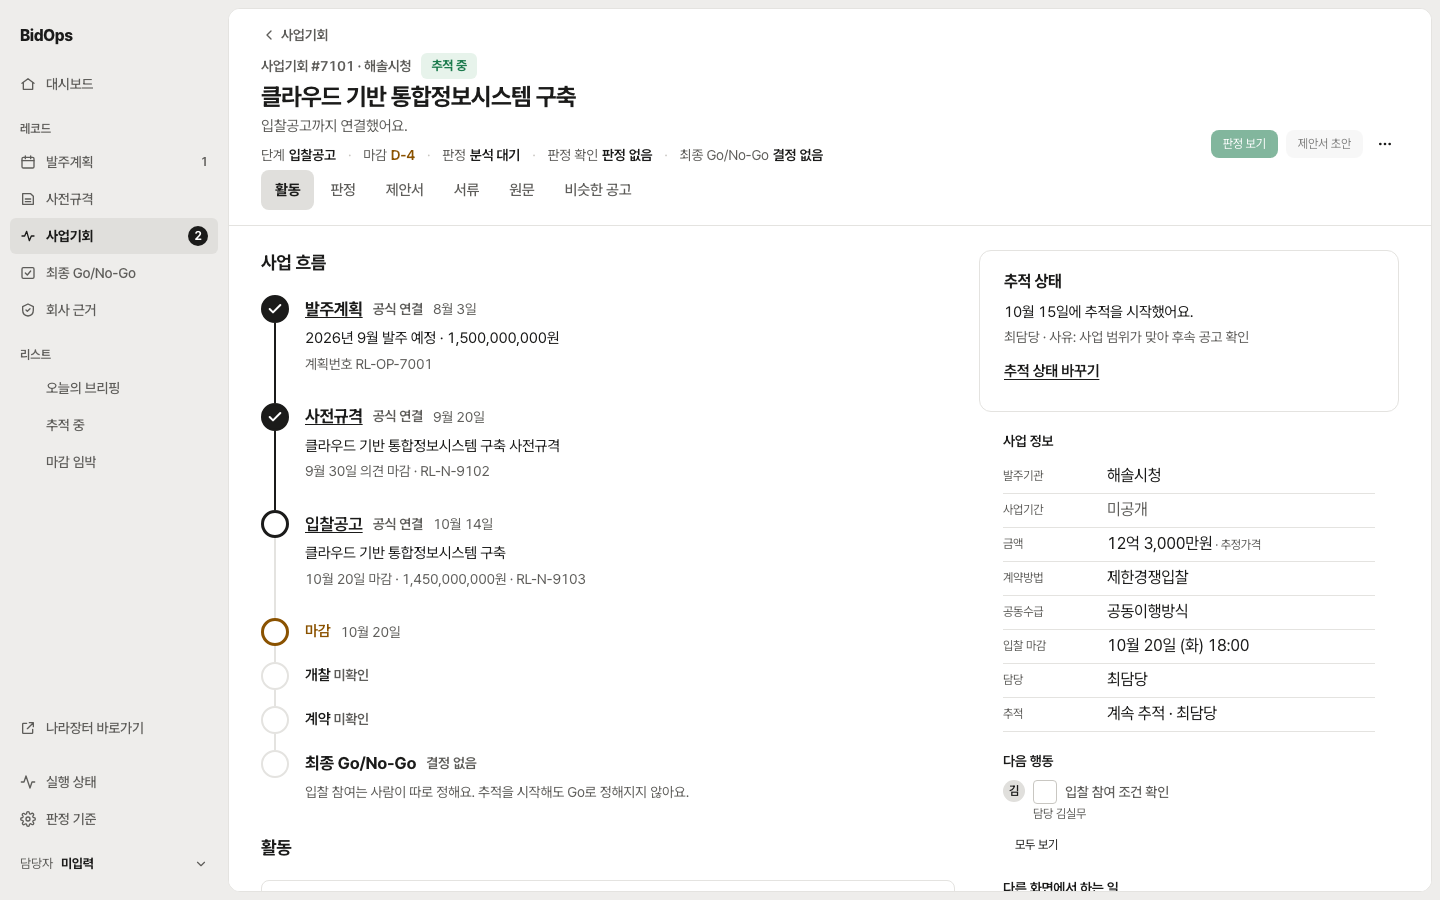 BidOps
대시보드
레코드
발주계획 1
사전규격
사업기회 2
최종 Go/No-Go
회사 근거
리스트
오늘의 브리핑
추적 중
마감 임박
나라장터 바로가기
실행 상태
판정 기준
담당자 미입력
사업기회
사업기회 #7101 · 해솔시청 추적 중
클라우드 기반 통합정보시스템 구축
입찰공고까지 연결했어요.
단계 입찰공고 · 마감 D-4 · 판정 분석 대기 · 판정 확인 판정 없음 · 최종 Go/No-Go 결정 없음
판정 보기 제안서 초안
활동 판정 제안서 서류 원문 비슷한 공고
사업 흐름
발주계획 공식 연결 8월 3일
2026년 9월 발주 예정 · 1,500,000,000원
계획번호 RL-OP-7001
사전규격 공식 연결 9월 20일
클라우드 기반 통합정보시스템 구축 사전규격
9월 30일 의견 마감 · RL-N-9102
입찰공고 공식 연결 10월 14일
클라우드 기반 통합정보시스템 구축
10월 20일 마감 · 1,450,000,000원 · RL-N-9103
마감 10월 20일
개찰 미확인
계약 미확인
최종 Go/No-Go 결정 없음
입찰 참여는 사람이 따로 정해요. 추적을 시작해도 Go로 정해지지 않아요.
활동
추적 상태
10월 15일에 추적을 시작했어요.
최담당 · 사유: 사업 범위가 맞아 후속 공고 확인
추적 상태 바꾸기
사업 정보
발주기관 해솔시청
사업기간 미공개
금액 12억 3,000만원 · 추정가격
계약방법 제한경쟁입찰
공동수급 공동이행방식
입찰 마감 10월 20일 (화) 18:00
담당 최담당
추적 계속 추적 · 최담당
다음 행동
김 입찰 참여 조건 확인
담당 김실무
모두 보기
다른 화면에서 하는 일